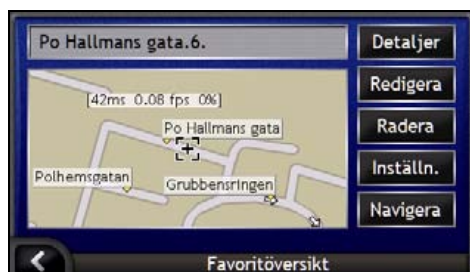 Po Hallmans gata.6.
Detaljer
Redigera
Radera
Inställn.
Navigera
[42ms 0.08 fps 0%]
Po Hallmans gata
Polhemsgatan
Grubbensringen
Favoritöversikt